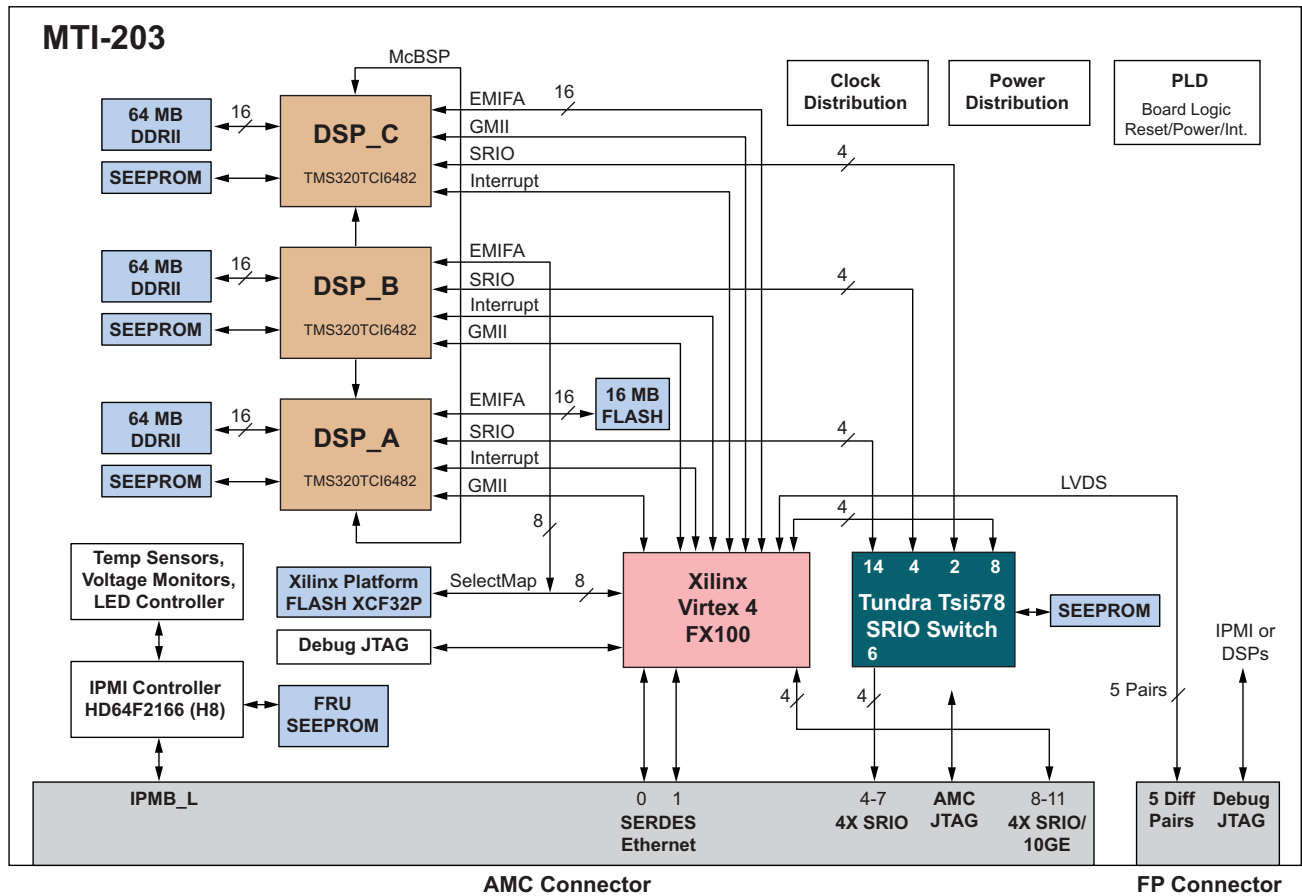 MTI-203
McBSP
Clock
Distribution
Power
Distribution
PLD
Board Logic
Reset/Power/Int.
64 MB
DDRII
16
SEEPROM
DSP_C
TMS320TCI6482
EMIFA
16
GMII
SRIO
4
Interrupt
64 MB
DDRII
16
SEEPROM
DSP_B
TMS320TCI6482
EMIFA
SRIO
4
Interrupt
GMII
64 MB
DDRII
16
SEEPROM
DSP_A
TMS320TCI6482
EMIFA
16
16 MB
FLASH
SRIO
4
Interrupt
GMII
LVDS
4
8
Temp Sensors,
Voltage Monitors,
LED Controller
Xilinx Platform
FLASH XCF32P
SelectMap
8
Debug JTAG
Xilinx
Virtex 4
FX100
14 4 2 8
Tundra Tsi578
SRIO Switch
6
SEEPROM
IPMI or
DSPs
IPMI Controller
HD64F2166 (H8)
FRU
SEEPROM
4
4
5 Pairs
IPMB_L
0 1
SERDES
Ethernet
4-7
4X SRIO
AMC
JTAG
8-11
4X SRIO/
10GE
5 Diff
Pairs
Debug
JTAG
AMC Connector
FP Connector